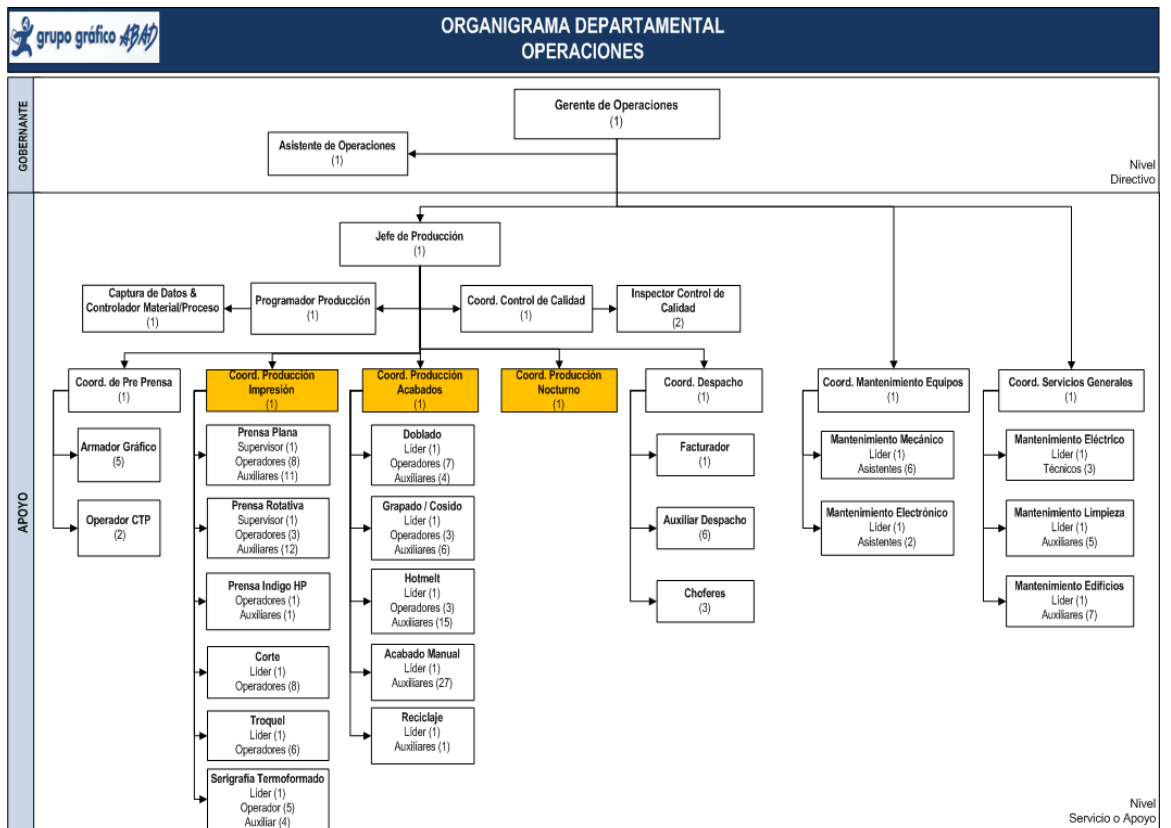 grupo gráfico ABAD
ORGANIGRAMA DEPARTAMENTAL
OPERACIONES
GOBERNANTE
Gerente de Operaciones
(1)
Asistente de Operaciones
(1)
Nivel
Directivo
APOYO
Jefe de Producción
(1)
Captura de Datos &
Controlador Material/Proceso
(1)
Programador Producción
(1)
Coord. Control de Calidad
(1)
Inspector Control de
Calidad
(2)
Coord. de Pre Prensa
(1)
Armador Gráfico
(5)
Operador CTP
(2)
Coord. Producción
Impresión
(1)
Prensa Plana
Supervisor (1)
Operadores (8)
Auxiliares (11)
Prensa Rotativa
Supervisor (1)
Operadores (3)
Auxiliares (12)
Prensa Indigo HP
Operadores (1)
Auxiliares (1)
Corte
Lider (1)
Operadores (8)
Troquel
Lider (1)
Operadores (6)
Serigrafía Termoformado
Lider (1)
Operador (5)
Auxiliar (4)
Coord. Producción
Acabados
(1)
Doblado
Líder (1)
Operadores (7)
Auxiliares (4)
Grapado / Cosido
Líder (1)
Operadores (3)
Auxiliares (6)
Hotmelt
Líder (1)
Operadores (3)
Auxiliares (15)
Acabado Manual
Líder (1)
Auxiliares (27)
Reciclaje
Líder (1)
Auxiliares (1)
Coord. Producción
Nocturno
(1)
Coord. Despacho
(1)
Facturador
(1)
Auxiliar Despacho
(6)
Choferes
(3)
Coord. Mantenimiento Equipos
(1)
Mantenimiento Mecánico
Líder (1)
Asistentes (6)
Mantenimiento Electrónico
Líder (1)
Asistentes (2)
Coord. Servicios Generales
(1)
Mantenimiento Eléctrico
Líder (1)
Técnicos (3)
Mantenimiento Limpieza
Líder (1)
Auxiliares (5)
Mantenimiento Edificios
Líder (1)
Auxiliares (7)
Nivel
Servicio o Apoyo